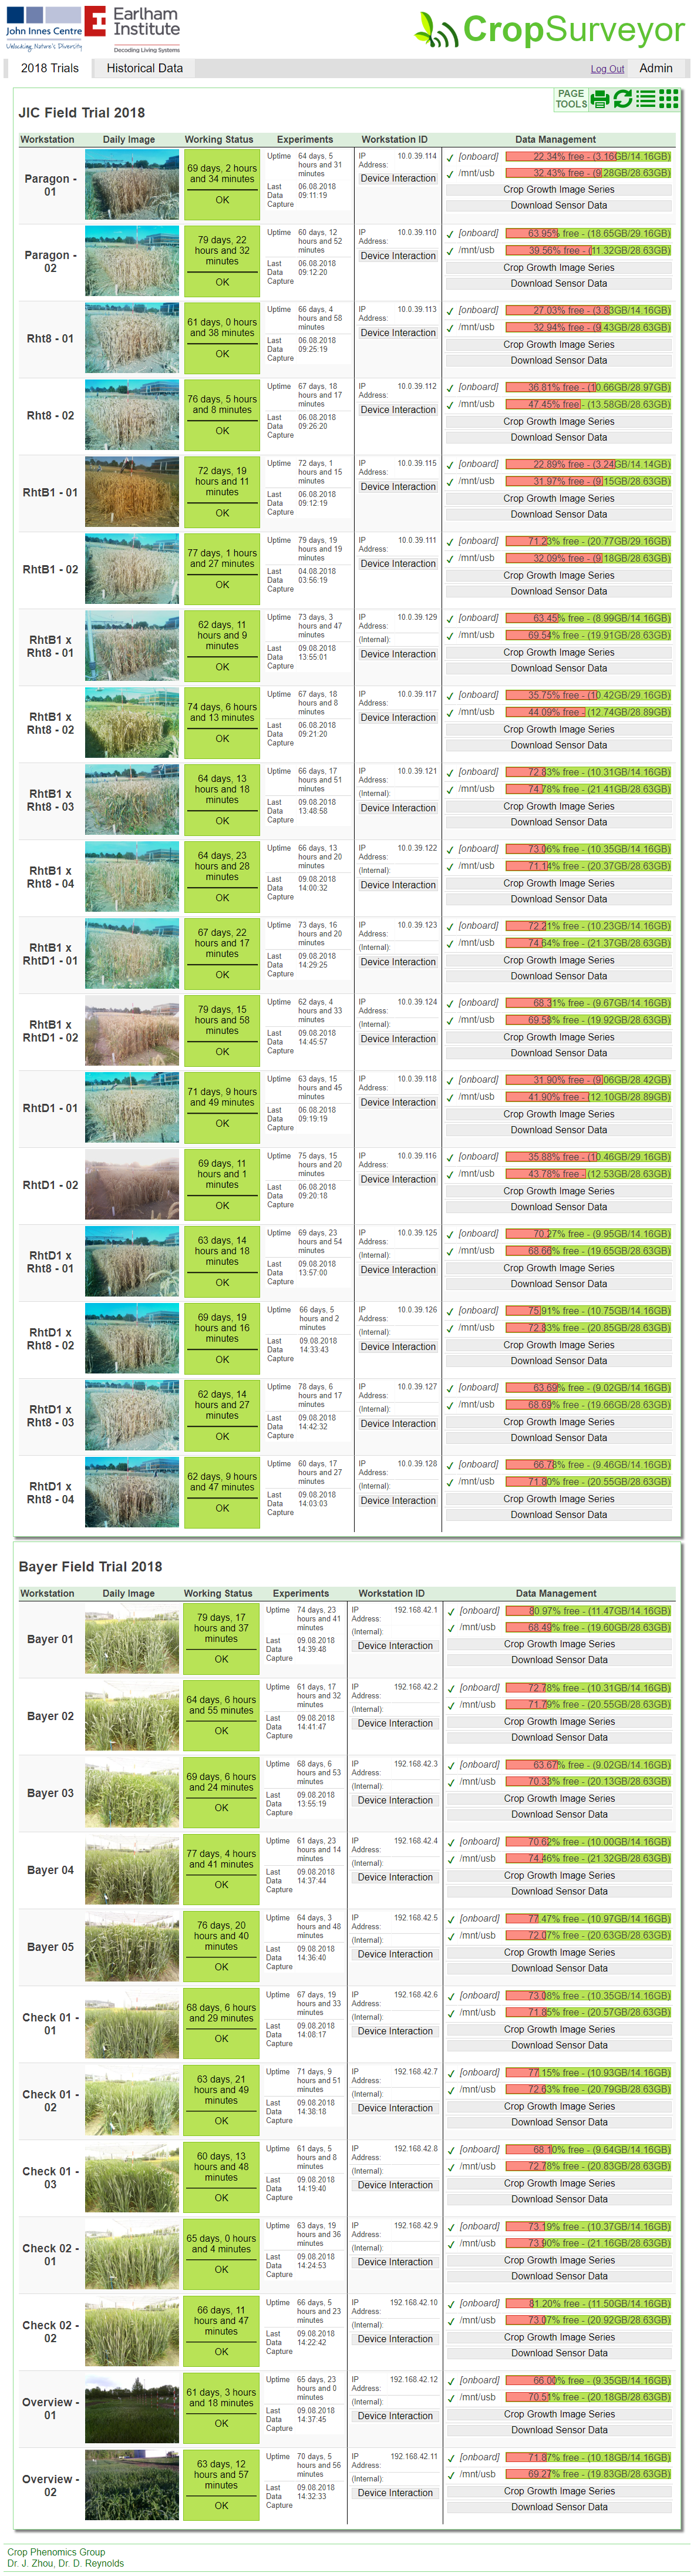 John Innes Centre
Unlocking Nature's Diversity
Earlham Institute
Decoding Living Systems
CropSurveyor
2018 Trials
Historical Data
Log Out
Admin
PAGE TOOLS
JIC Field Trial 2018
Workstation Daily Image Working Status Experiments Workstation ID Data Management
Paragon - 01
69 days, 2 hours and 34 minutes
OK
Uptime 64 days, 5 hours and 31 minutes
Last Data Capture 06.08.2018 09:11:19
IP Address: 10.0.39.114
Device Interaction
[onboard] 22.34% free - (3.16GB/14.16GB)
/mnt/usb 32.43% free - (9.28GB/28.63GB)
Crop Growth Image Series
Download Sensor Data
Paragon - 02
79 days, 22 hours and 32 minutes
OK
Uptime 60 days, 12 hours and 52 minutes
Last Data Capture 06.08.2018 09:12:20
IP Address: 10.0.39.110
Device Interaction
[onboard] 63.95% free - (18.65GB/29.16GB)
/mnt/usb 39.56% free - (11.32GB/28.63GB)
Crop Growth Image Series
Download Sensor Data
Rht8 - 01
61 days, 0 hours and 38 minutes
OK
Uptime 66 days, 4 hours and 58 minutes
Last Data Capture 06.08.2018 09:25:19
IP Address: 10.0.39.113
Device Interaction
[onboard] 27.03% free - (3.83GB/14.16GB)
/mnt/usb 32.94% free - (9.43GB/28.63GB)
Crop Growth Image Series
Download Sensor Data
Rht8 - 02
76 days, 5 hours and 8 minutes
OK
Uptime 67 days, 18 hours and 17 minutes
Last Data Capture 06.08.2018 09:26:20
IP Address: 10.0.39.112
Device Interaction
[onboard] 36.81% free - (10.66GB/28.97GB)
/mnt/usb 47.45% free - (13.58GB/28.63GB)
Crop Growth Image Series
Download Sensor Data
RhtB1 - 01
72 days, 19 hours and 11 minutes
OK
Uptime 72 days, 1 hours and 15 minutes
Last Data Capture 06.08.2018 09:12:19
IP Address: 10.0.39.115
Device Interaction
[onboard] 22.89% free - (3.24GB/14.14GB)
/mnt/usb 31.97% free - (9.15GB/28.63GB)
Crop Growth Image Series
Download Sensor Data
RhtB1 - 02
77 days, 1 hours and 27 minutes
OK
Uptime 79 days, 19 hours and 19 minutes
Last Data Capture 04.08.2018 03:56:19
IP Address: 10.0.39.111
Device Interaction
[onboard] 71.23% free - (20.77GB/29.16GB)
/mnt/usb 32.09% free - (9.18GB/28.63GB)
Crop Growth Image Series
Download Sensor Data
RhtB1 x Rht8 - 01
62 days, 11 hours and 9 minutes
OK
Uptime 73 days, 3 hours and 47 minutes
Last Data Capture 09.08.2018 13:55:01
IP Address: 10.0.39.129
(Internal):
Device Interaction
[onboard] 63.45% free - (8.99GB/14.16GB)
/mnt/usb 69.54% free - (19.91GB/28.63GB)
Crop Growth Image Series
Download Sensor Data
RhtB1 x Rht8 - 02
74 days, 6 hours and 13 minutes
OK
Uptime 67 days, 18 hours and 8 minutes
Last Data Capture 06.08.2018 09:21:20
IP Address: 10.0.39.117
Device Interaction
[onboard] 35.75% free - (10.42GB/29.16GB)
/mnt/usb 44.09% free - (12.74GB/28.89GB)
Crop Growth Image Series
Download Sensor Data
RhtB1 x Rht8 - 03
64 days, 13 hours and 18 minutes
OK
Uptime 66 days, 17 hours and 51 minutes
Last Data Capture 09.08.2018 13:48:58
IP Address: 10.0.39.121
(Internal):
Device Interaction
[onboard] 72.83% free - (10.31GB/14.16GB)
/mnt/usb 74.78% free - (21.41GB/28.63GB)
Crop Growth Image Series
Download Sensor Data
RhtB1 x Rht8 - 04
64 days, 23 hours and 28 minutes
OK
Uptime 66 days, 13 hours and 20 minutes
Last Data Capture 09.08.2018 14:00:32
IP Address: 10.0.39.122
(Internal):
Device Interaction
[onboard] 73.06% free - (10.35GB/14.16GB)
/mnt/usb 71.14% free - (20.37GB/28.63GB)
Crop Growth Image Series
Download Sensor Data
RhtB1 x RhtD1 - 01
67 days, 22 hours and 17 minutes
OK
Uptime 73 days, 16 hours and 20 minutes
Last Data Capture 09.08.2018 14:29:25
IP Address: 10.0.39.123
(Internal):
Device Interaction
[onboard] 72.21% free - (10.23GB/14.16GB)
/mnt/usb 74.64% free - (21.37GB/28.63GB)
Crop Growth Image Series
Download Sensor Data
RhtB1 x RhtD1 - 02
79 days, 15 hours and 58 minutes
OK
Uptime 62 days, 4 hours and 33 minutes
Last Data Capture 09.08.2018 14:45:57
IP Address: 10.0.39.124
(Internal):
Device Interaction
[onboard] 68.31% free - (9.67GB/14.16GB)
/mnt/usb 69.58% free - (19.92GB/28.63GB)
Crop Growth Image Series
Download Sensor Data
RhtD1 - 01
71 days, 9 hours and 49 minutes
OK
Uptime 63 days, 15 hours and 45 minutes
Last Data Capture 06.08.2018 09:19:19
IP Address: 10.0.39.118
Device Interaction
[onboard] 31.90% free - (9.06GB/28.42GB)
/mnt/usb 41.90% free - (12.10GB/28.89GB)
Crop Growth Image Series
Download Sensor Data
RhtD1 - 02
69 days, 11 hours and 1 minutes
OK
Uptime 75 days, 15 hours and 20 minutes
Last Data Capture 06.08.2018 09:20:18
IP Address: 10.0.39.116
Device Interaction
[onboard] 35.88% free - (10.46GB/29.16GB)
/mnt/usb 43.78% free - (12.53GB/28.63GB)
Crop Growth Image Series
Download Sensor Data
RhtD1 x Rht8 - 01
63 days, 14 hours and 18 minutes
OK
Uptime 69 days, 23 hours and 54 minutes
Last Data Capture 09.08.2018 13:57:00
IP Address: 10.0.39.125
(Internal):
Device Interaction
[onboard] 70.27% free - (9.95GB/14.16GB)
/mnt/usb 68.66% free - (19.65GB/28.63GB)
Crop Growth Image Series
Download Sensor Data
RhtD1 x Rht8 - 02
69 days, 19 hours and 16 minutes
OK
Uptime 66 days, 5 hours and 2 minutes
Last Data Capture 09.08.2018 14:33:43
IP Address: 10.0.39.126
(Internal):
Device Interaction
[onboard] 75.91% free - (10.75GB/14.16GB)
/mnt/usb 72.83% free - (20.85GB/28.63GB)
Crop Growth Image Series
Download Sensor Data
RhtD1 x Rht8 - 03
62 days, 14 hours and 27 minutes
OK
Uptime 78 days, 6 hours and 17 minutes
Last Data Capture 09.08.2018 14:42:32
IP Address: 10.0.39.127
(Internal):
Device Interaction
[onboard] 63.69% free - (9.02GB/14.16GB)
/mnt/usb 68.69% free - (19.66GB/28.63GB)
Crop Growth Image Series
Download Sensor Data
RhtD1 x Rht8 - 04
62 days, 9 hours and 47 minutes
OK
Uptime 60 days, 17 hours and 27 minutes
Last Data Capture 09.08.2018 14:03:03
IP Address: 10.0.39.128
(Internal):
Device Interaction
[onboard] 66.78% free - (9.46GB/14.16GB)
/mnt/usb 71.80% free - (20.55GB/28.63GB)
Crop Growth Image Series
Download Sensor Data
Bayer Field Trial 2018
Workstation Daily Image Working Status Experiments Workstation ID Data Management
Bayer 01
79 days, 17 hours and 37 minutes
OK
Uptime 74 days, 23 hours and 41 minutes
Last Data Capture 09.08.2018 14:39:48
IP Address: 192.168.42.1
(Internal):
Device Interaction
[onboard] 80.97% free - (11.47GB/14.16GB)
/mnt/usb 68.49% free - (19.60GB/28.63GB)
Crop Growth Image Series
Download Sensor Data
Bayer 02
64 days, 6 hours and 55 minutes
OK
Uptime 61 days, 17 hours and 32 minutes
Last Data Capture 09.08.2018 14:41:47
IP Address: 192.168.42.2
(Internal):
Device Interaction
[onboard] 72.78% free - (10.31GB/14.16GB)
/mnt/usb 71.79% free - (20.55GB/28.63GB)
Crop Growth Image Series
Download Sensor Data
Bayer 03
69 days, 6 hours and 24 minutes
OK
Uptime 68 days, 6 hours and 53 minutes
Last Data Capture 09.08.2018 13:55:19
IP Address: 192.168.42.3
(Internal):
Device Interaction
[onboard] 63.67% free - (9.02GB/14.16GB)
/mnt/usb 70.33% free - (20.13GB/28.63GB)
Crop Growth Image Series
Download Sensor Data
Bayer 04
77 days, 4 hours and 41 minutes
OK
Uptime 61 days, 23 hours and 14 minutes
Last Data Capture 09.08.2018 14:37:44
IP Address: 192.168.42.4
(Internal):
Device Interaction
[onboard] 70.62% free - (10.00GB/14.16GB)
/mnt/usb 74.46% free - (21.32GB/28.63GB)
Crop Growth Image Series
Download Sensor Data
Bayer 05
76 days, 20 hours and 40 minutes
OK
Uptime 64 days, 3 hours and 48 minutes
Last Data Capture 09.08.2018 14:36:40
IP Address: 192.168.42.5
(Internal):
Device Interaction
[onboard] 77.47% free - (10.97GB/14.16GB)
/mnt/usb 72.07% free - (20.63GB/28.63GB)
Crop Growth Image Series
Download Sensor Data
Check 01 - 01
68 days, 6 hours and 29 minutes
OK
Uptime 67 days, 19 hours and 33 minutes
Last Data Capture 09.08.2018 14:08:17
IP Address: 192.168.42.6
(Internal):
Device Interaction
[onboard] 73.08% free - (10.35GB/14.16GB)
/mnt/usb 71.85% free - (20.57GB/28.63GB)
Crop Growth Image Series
Download Sensor Data
Check 01 - 02
63 days, 21 hours and 49 minutes
OK
Uptime 71 days, 9 hours and 51 minutes
Last Data Capture 09.08.2018 14:38:18
IP Address: 192.168.42.7
(Internal):
Device Interaction
[onboard] 77.15% free - (10.93GB/14.16GB)
/mnt/usb 72.63% free - (20.79GB/28.63GB)
Crop Growth Image Series
Download Sensor Data
Check 01 - 03
60 days, 13 hours and 48 minutes
OK
Uptime 61 days, 5 hours and 8 minutes
Last Data Capture 09.08.2018 14:19:40
IP Address: 192.168.42.8
(Internal):
Device Interaction
[onboard] 68.10% free - (9.64GB/14.16GB)
/mnt/usb 72.78% free - (20.83GB/28.63GB)
Crop Growth Image Series
Download Sensor Data
Check 02 - 01
65 days, 0 hours and 4 minutes
OK
Uptime 63 days, 19 hours and 36 minutes
Last Data Capture 09.08.2018 14:24:53
IP Address: 192.168.42.9
(Internal):
Device Interaction
[onboard] 73.19% free - (10.37GB/14.16GB)
/mnt/usb 73.90% free - (21.16GB/28.63GB)
Crop Growth Image Series
Download Sensor Data
Check 02 - 02
66 days, 11 hours and 47 minutes
OK
Uptime 66 days, 5 hours and 23 minutes
Last Data Capture 09.08.2018 14:22:42
IP Address: 192.168.42.10
(Internal):
Device Interaction
[onboard] 81.20% free - (11.50GB/14.16GB)
/mnt/usb 73.07% free - (20.92GB/28.63GB)
Crop Growth Image Series
Download Sensor Data
Overview - 01
61 days, 3 hours and 18 minutes
OK
Uptime 65 days, 23 hours and 0 minutes
Last Data Capture 09.08.2018 14:37:45
IP Address: 192.168.42.12
(Internal):
Device Interaction
[onboard] 66.00% free - (9.35GB/14.16GB)
/mnt/usb 70.51% free - (20.18GB/28.63GB)
Crop Growth Image Series
Download Sensor Data
Overview - 02
63 days, 12 hours and 57 minutes
OK
Uptime 70 days, 5 hours and 56 minutes
Last Data Capture 09.08.2018 14:32:33
IP Address: 192.168.42.11
(Internal):
Device Interaction
[onboard] 71.87% free - (10.18GB/14.16GB)
/mnt/usb 69.27% free - (19.83GB/28.63GB)
Crop Growth Image Series
Download Sensor Data
Crop Phenomics Group
Dr. J. Zhou, Dr. D. Reynolds